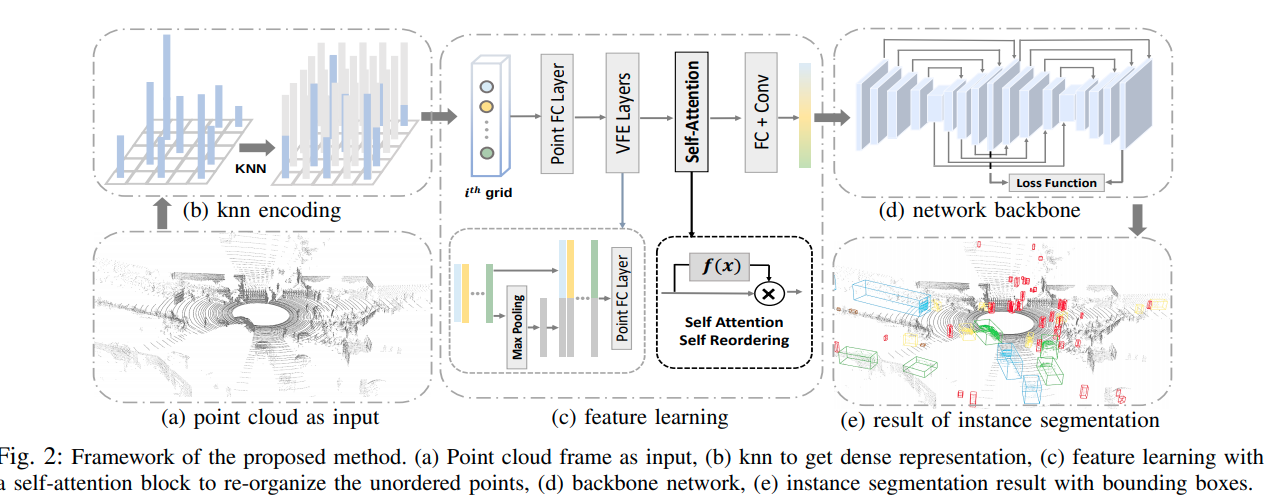 KNN
(b) knn encoding
(a) point cloud as input
i^th grid
Point FC Layer
VFE Layers
Self-Attention
FC + Conv
Max Pooling
Point FC Layer
f(x)
Self Attention
Self Reordering
(c) feature learning
Loss Function
(d) network backbone
(e) result of instance segmentation
Fig. 2: Framework of the proposed method. (a) Point cloud frame as input, (b) knn to get dense representation, (c) feature learning with
a self-attention block to re-organize the unordered points, (d) backbone network, (e) instance segmentation result with bounding boxes.